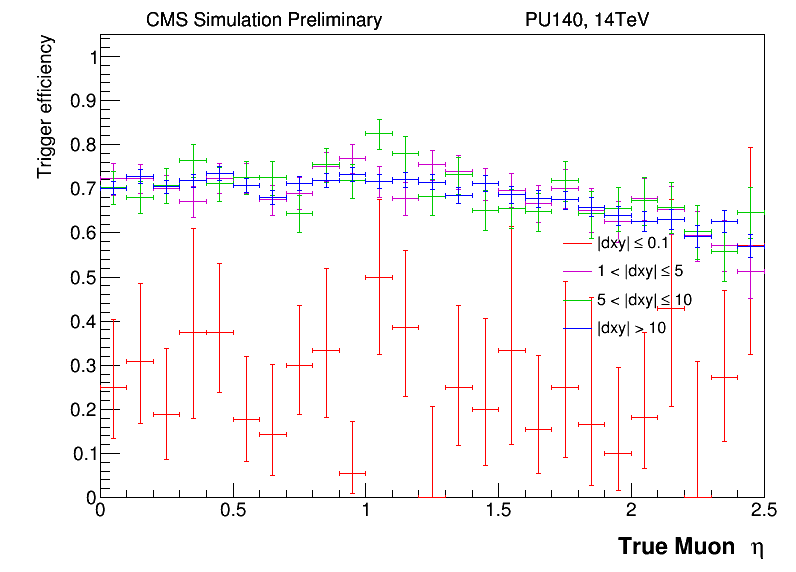 CMS Simulation Preliminary
PU140, 14TeV
Trigger efficiency
1
0.9
0.8
0.7
0.6
0.5
0.4
0.3
0.2
0.1
0
|dxy| ≤ 0.1
1 < |dxy| ≤ 5
5 < |dxy| ≤ 10
|dxy| > 10
0 0.5 1 1.5 2 2.5
True Muon η